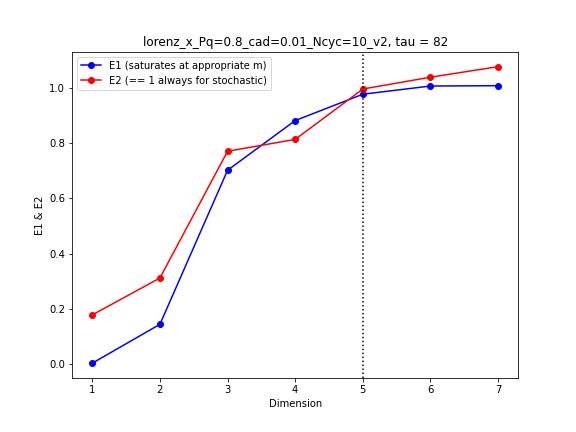 lorenz_x_Pq=0.8_cad=0.01_Ncyc=10_v2, tau = 82
E1 (saturates at appropriate m)
E2 (== 1 always for stochastic)
E1 & E2
1.0
0.8
0.6
0.4
0.2
0.0
1 2 3 4 5 6 7
Dimension